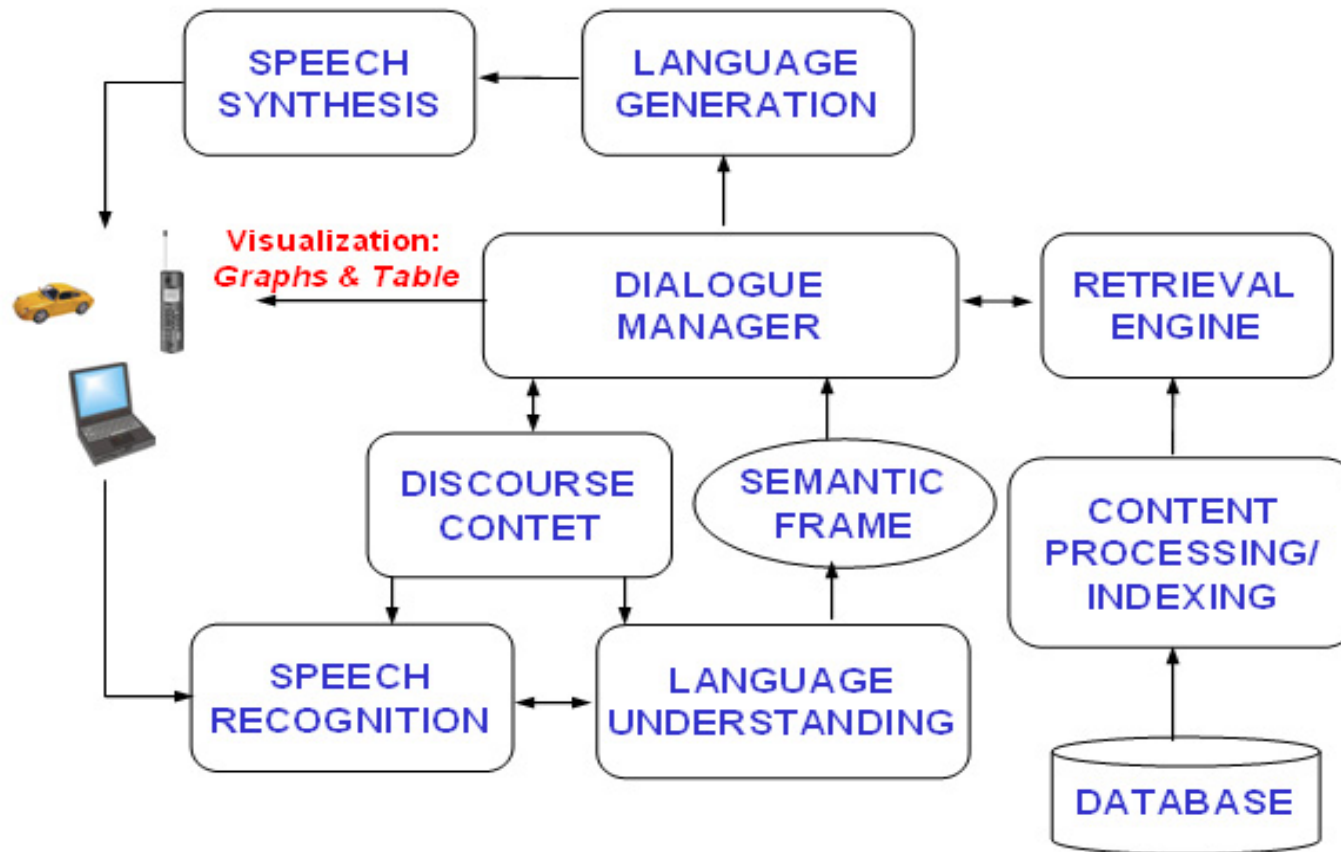 SPEECH
SYNTHESIS
LANGUAGE
GENERATION
Visualization:
Graphs & Table
DIALOGUE
MANAGER
RETRIEVAL
ENGINE
DISCOURSE
CONTET
SEMANTIC
FRAME
CONTENT
PROCESSING/
INDEXING
SPEECH
RECOGNITION
LANGUAGE
UNDERSTANDING
DATABASE